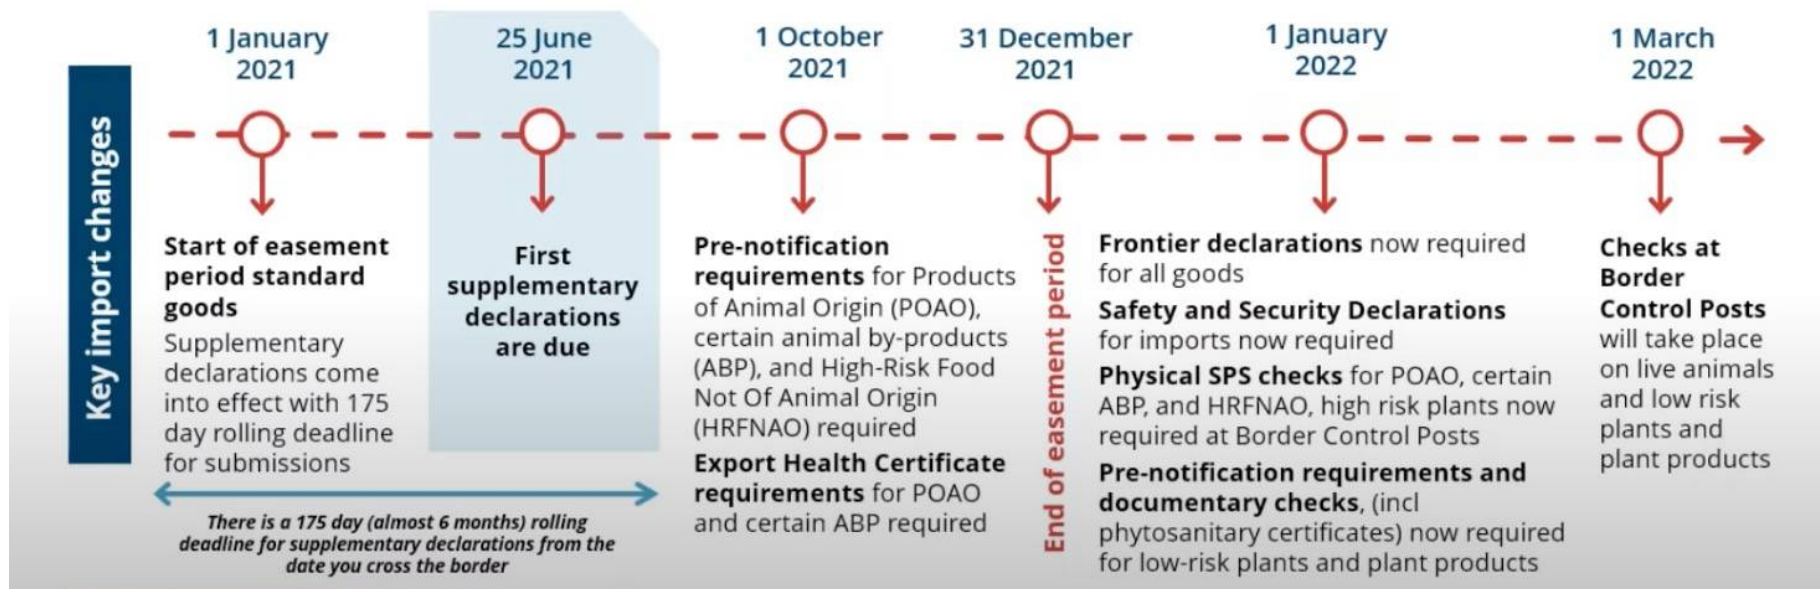 Key import changes
1 January
2021
Start of easement
period standard
goods
Supplementary
declarations come
into effect with 175
day rolling deadline
for submissions
There is a 175 day (almost 6 months) rolling
deadline for supplementary declarations from the
date you cross the border
25 June
2021
First
supplementary
declarations
are due
1 October
2021
Pre-notification
requirements for Products
of Animal Origin (POAO),
certain animal by-products
(ABP), and High-Risk Food
Not Of Animal Origin
(HRFNAO) required
Export Health Certificate
requirements for POAO
and certain ABP required
31 December
2021
End of easement period
1 January
2022
Frontier declarations now required
for all goods
Safety and Security Declarations
for imports now required
Physical SPS checks for POAO, certain
ABP, and HRFNAO, high risk plants now
required at Border Control Posts
Pre-notification requirements and
documentary checks, (incl
phytosanitary certificates) now required
for low-risk plants and plant products
1 March
2022
Checks at
Border
Control Posts
will take place
on live animals
and low risk
plants and
plant products